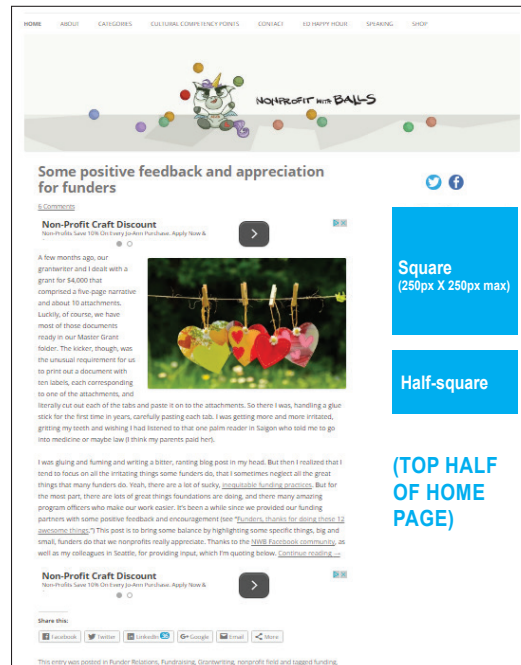 HOME ABOUT CATEGORIES CULTURAL COMPETENCY POINTS CONTACT ED HAPPY HOUR SPEAKING SHOP
NONPROFIT WITH BALLS
Some positive feedback and appreciation
for funders
6 Comments
Non-Profit Craft Discount
Non-Profits Save 10% On Every Jo-Ann Purchase. Apply Now &
A few months ago, our
grantwriter and I dealt with a
grant for $4,000 that
comprised a five-page narrative
and about 10 attachments.
Luckily, of course, we have
most of those documents
ready in our Master Grant
folder. The kicker, though, was
the unusual requirement for us
to print out a document with
ten labels, each corresponding
to one of the attachments, and
literally cut out each of the tabs and paste it on to the attachments. So there I was, handling a glue
stick for the first time in years, carefully pasting each tab. I was getting more and more irritated,
gritting my teeth and wishing I had listened to that one palm reader in Saigon who told me to go
into medicine or maybe law (I think my parents paid her).
I was gluing and fuming and writing a bitter, ranting blog post in my head. But then I realized that I
tend to focus on all the irritating things some funders do, that I sometimes neglect all the great
things that many funders do. Yeah, there are a lot of sucky, inequitable funding practices. But for
the most part, there are lots of great things foundations are doing, and there many amazing
program officers who make our work easier. It's been a while since we provided our funding
partners with some positive feedback and encouragement (see "Funders, thanks for doing these 12
awesome things.") This post is to bring some balance by highlighting some specific things, big and
small, funders do that we nonprofits really appreciate. Thanks to the NWB Facebook community, as
well as my colleagues in Seattle, for providing input, which I'm quoting below. Continue reading →
Non-Profit Craft Discount
Non-Profits Save 10% On Every Jo-Ann Purchase. Apply Now &
Share this:
Facebook Twitter LinkedIn 36 Google Email More
This entry was posted in Funder Relations, Fundraising, Grantwriting, nonprofit field and tagged funding,
Square
(250px X 250px max)
Half-square
(TOP HALF
OF HOME
PAGE)